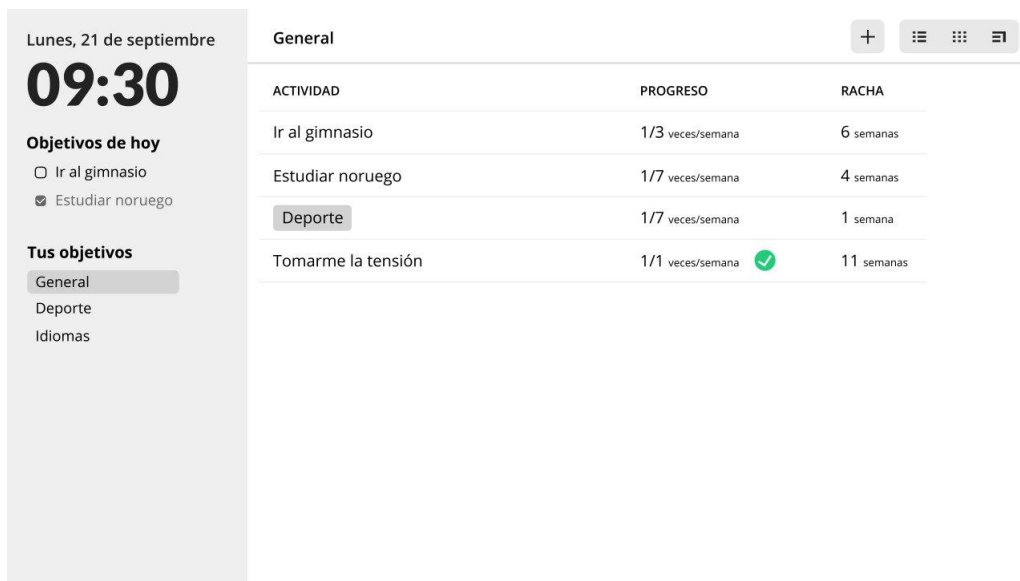 Lunes, 21 de septiembre
09:30
Objetivos de hoy
Ir al gimnasio
Estudiar noruego
Tus objetivos
General
Deporte
Idiomas
General
ACTIVIDAD PROGRESO RACHA
Ir al gimnasio 1/3 veces/semana 6 semanas
Estudiar noruego 1/7 veces/semana 4 semanas
Deporte 1/7 veces/semana 1 semana
Tomarme la tensión 1/1 veces/semana 11 semanas